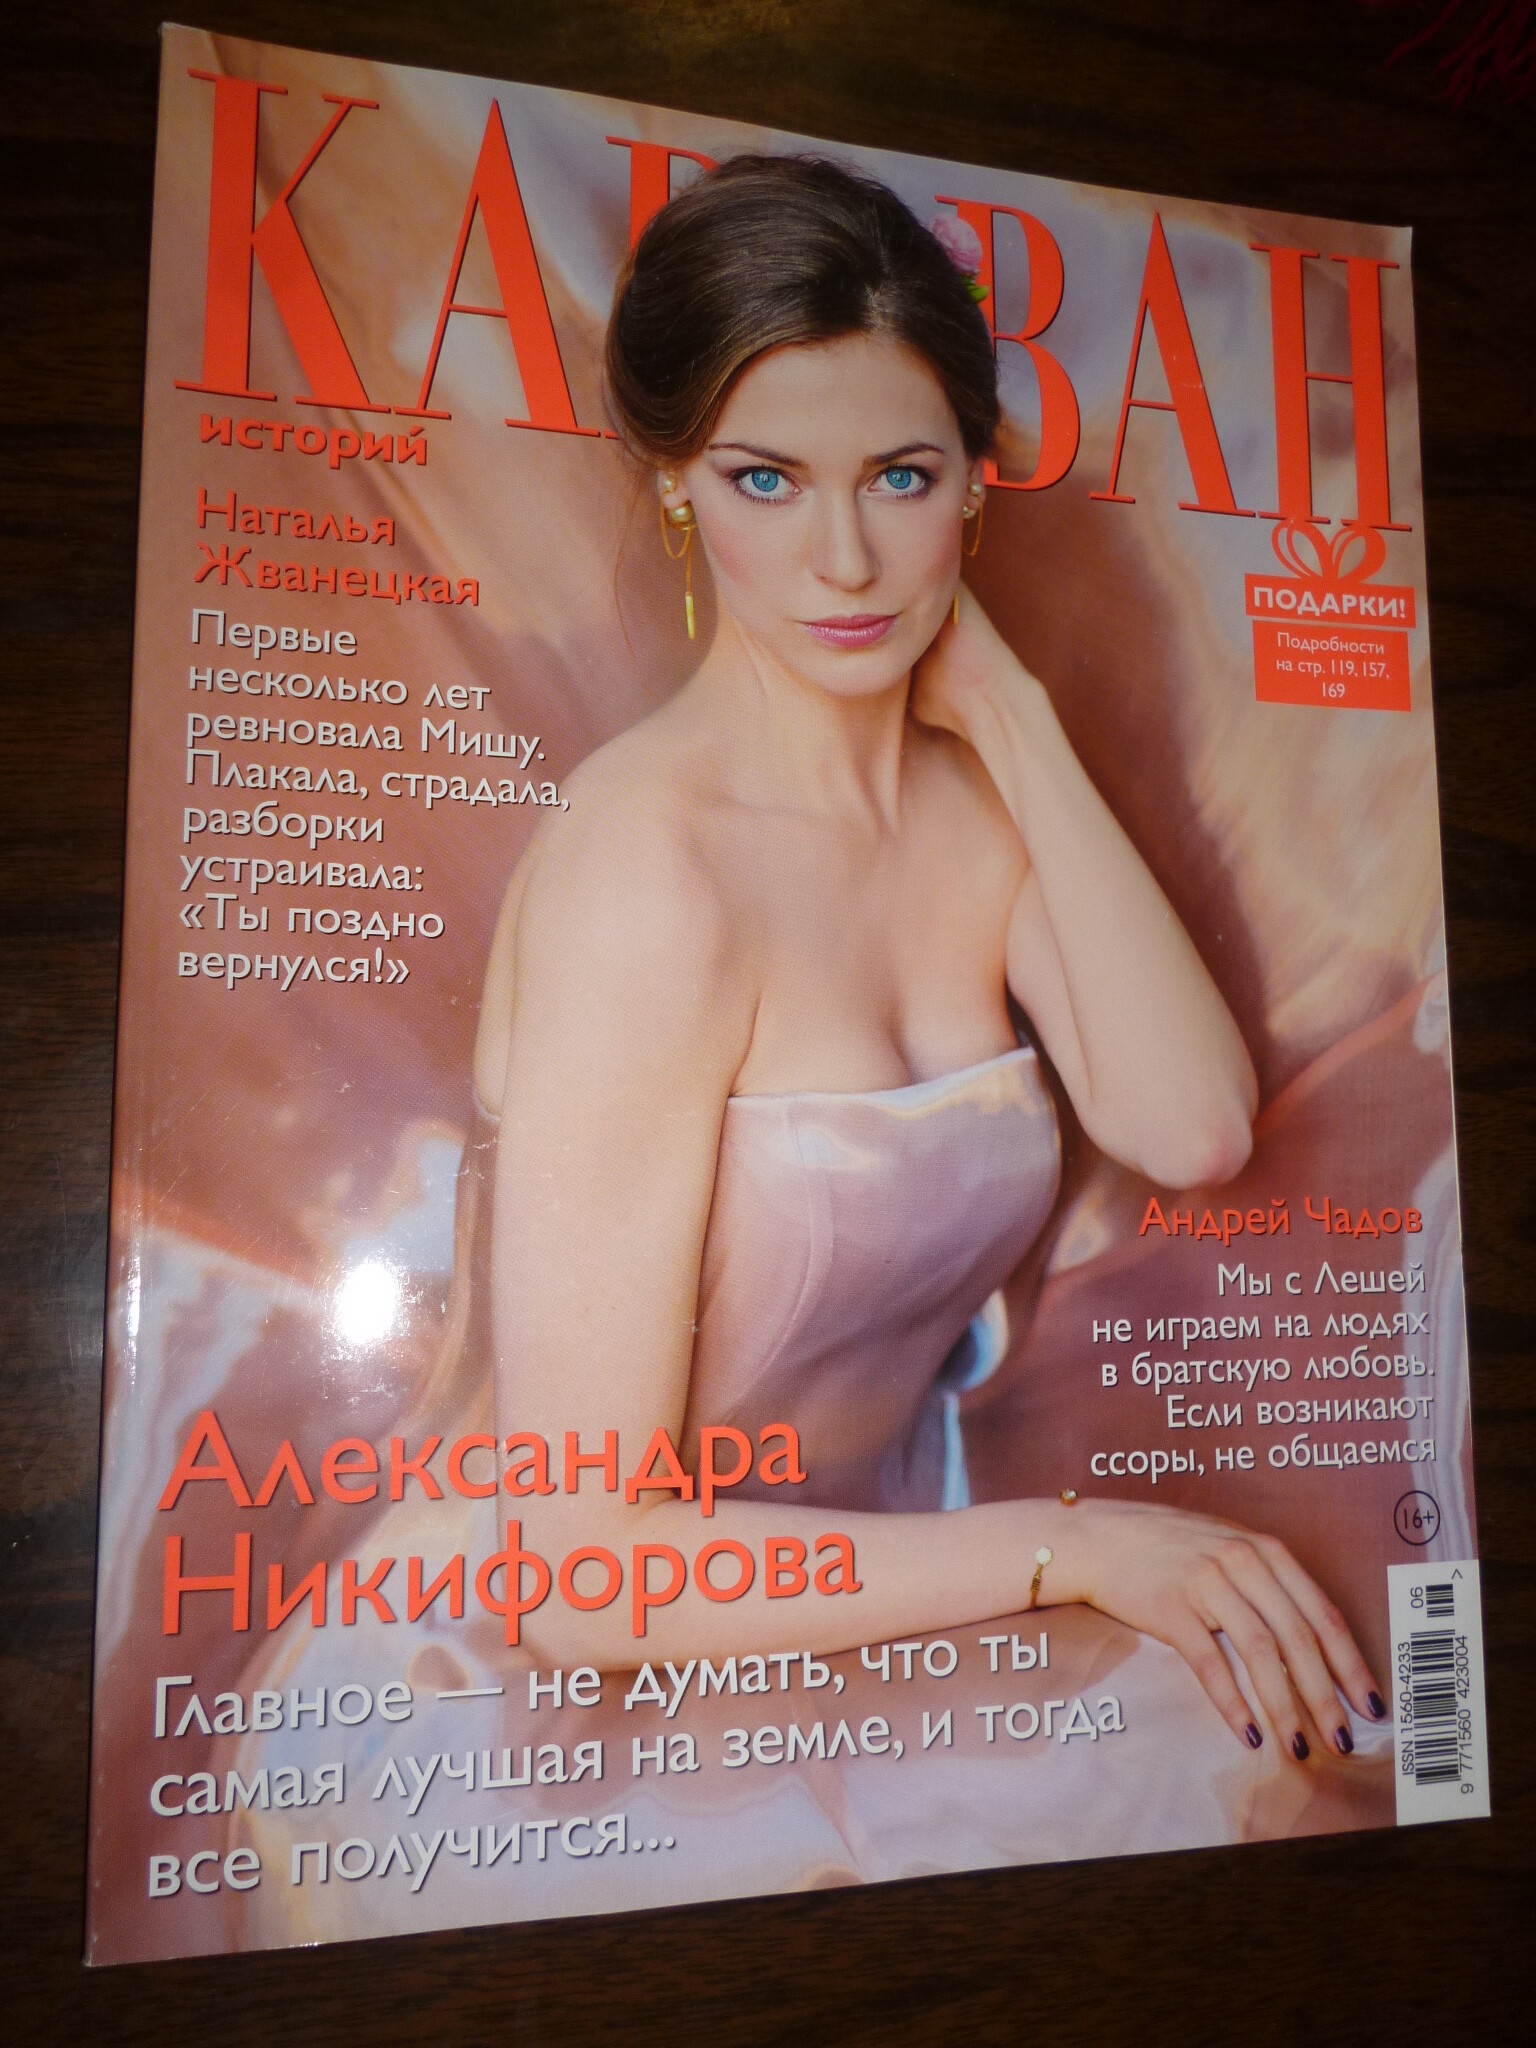 КАРАВАН
историй
Наталья
Жванецкая
Первые
несколько лет
ревновала Мишу.
Плакала, страдала,
разборки
устраивала:
«Ты поздно
вернулся!»
ПОДАРКИ!
Подробности
на стр. 119, 157,
169
Андрей Чадов
Мы с Лешей
не играем на людях
в братскую любовь.
Если возникают
ссоры, не общаемся
16+
Александра
Никифорова
Главное — не думать, что ты
самая лучшая на земле, и тогда
все получится...
ISSN 1560-4233
06
9 771560 423004 >